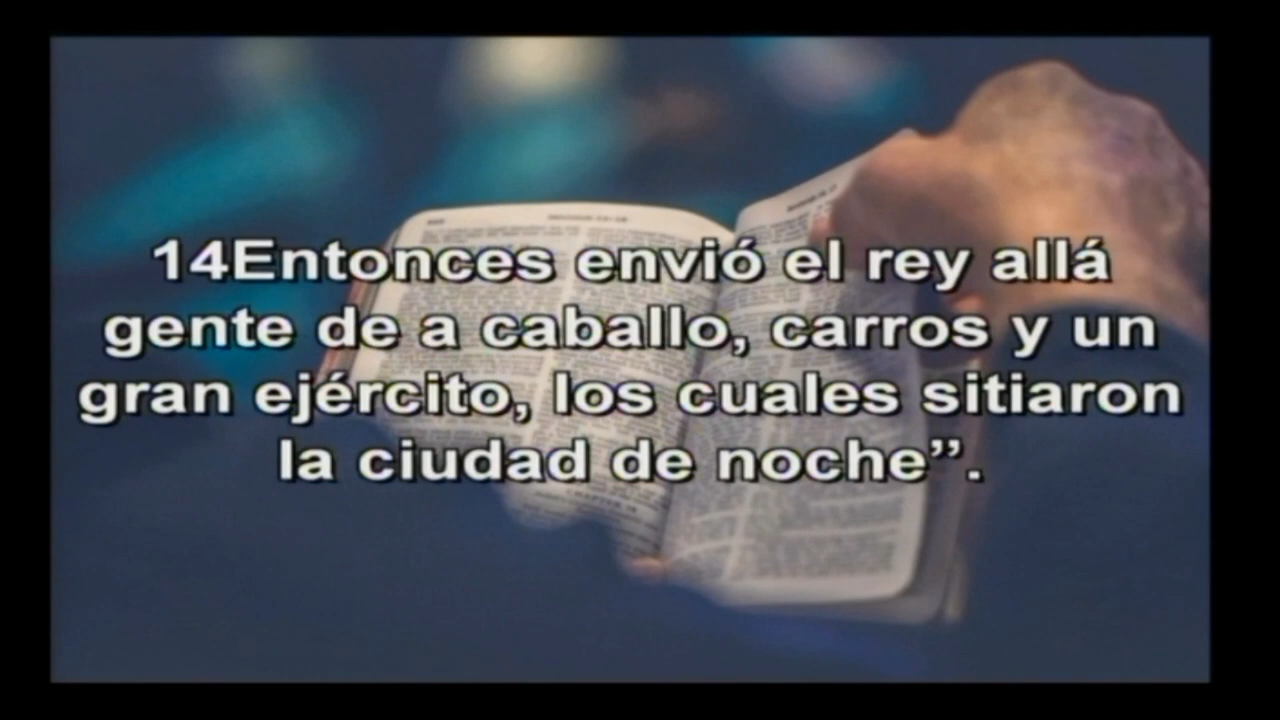 14Entonces envió el rey allá
gente de a caballo, carros y un
gran ejército, los cuales sitiaron
la ciudad de noche”.